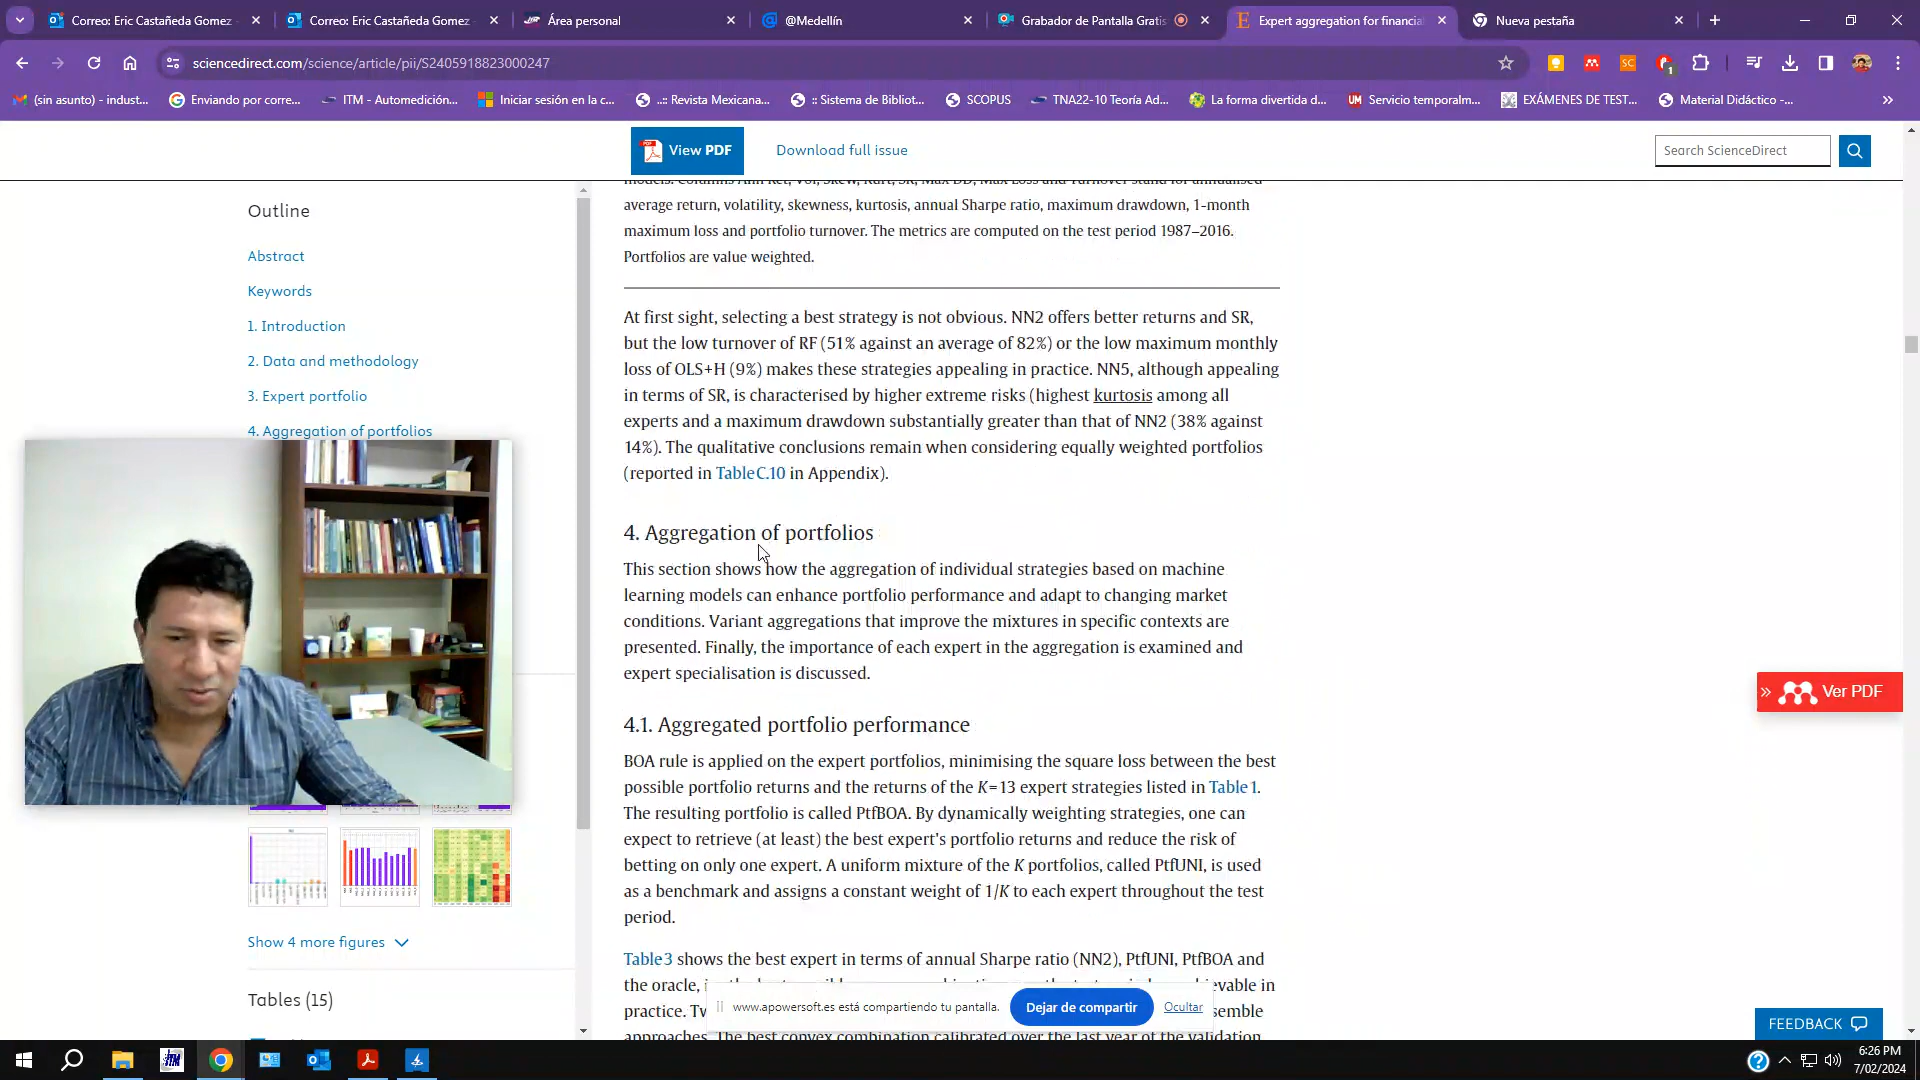 Correo: Eric Castañeda Gomez
Correo: Eric Castañeda Gomez
Área personal
@Medellín
Grabador de Pantalla Gratis
Expert aggregation for financial
Nueva pestaña
sciencedirect.com/science/article/pii/S2405918823000247
(sin asunto) - indust...
Enviando por corre...
ITM - Automedición...
Iniciar sesión en la c...
..:: Revista Mexicana...
:: Sistema de Bibliot...
SCOPUS
TNA22-10 Teoría Ad...
La forma divertida d...
Servicio temporalm...
EXÁMENES DE TEST...
Material Didáctico -...
View PDF
Download full issue
Search ScienceDirect
Outline
Abstract
Keywords
1. Introduction
2. Data and methodology
3. Expert portfolio
4. Aggregation of portfolios
Show 4 more figures
Tables (15)
average return, volatility, skewness, kurtosis, annual Sharpe ratio, maximum drawdown, 1-month
maximum loss and portfolio turnover. The metrics are computed on the test period 1987–2016.
Portfolios are value weighted.
At first sight, selecting a best strategy is not obvious. NN2 offers better returns and SR,
but the low turnover of RF (51% against an average of 82%) or the low maximum monthly
loss of OLS+H (9%) makes these strategies appealing in practice. NN5, although appealing
in terms of SR, is characterised by higher extreme risks (highest kurtosis among all
experts and a maximum drawdown substantially greater than that of NN2 (38% against
14%). The qualitative conclusions remain when considering equally weighted portfolios
(reported in Table C.10 in Appendix).
4. Aggregation of portfolios
This section shows how the aggregation of individual strategies based on machine
learning models can enhance portfolio performance and adapt to changing market
conditions. Variant aggregations that improve the mixtures in specific contexts are
presented. Finally, the importance of each expert in the aggregation is examined and
expert specialisation is discussed.
4.1. Aggregated portfolio performance
BOA rule is applied on the expert portfolios, minimising the square loss between the best
possible portfolio returns and the returns of the K=13 expert strategies listed in Table 1.
The resulting portfolio is called PtfBOA. By dynamically weighting strategies, one can
expect to retrieve (at least) the best expert's portfolio returns and reduce the risk of
betting on only one expert. A uniform mixture of the K portfolios, called PtfUNI, is used
as a benchmark and assigns a constant weight of 1/K to each expert throughout the test
period.
Table 3 shows the best expert in terms of annual Sharpe ratio (NN2), PtfUNI, PtfBOA and
the oracle,
practice.
www.apowersoft.es está compartiendo tu pantalla.
Dejar de compartir
Ocultar
Ver PDF
FEEDBACK
6:26 PM
7/02/2024